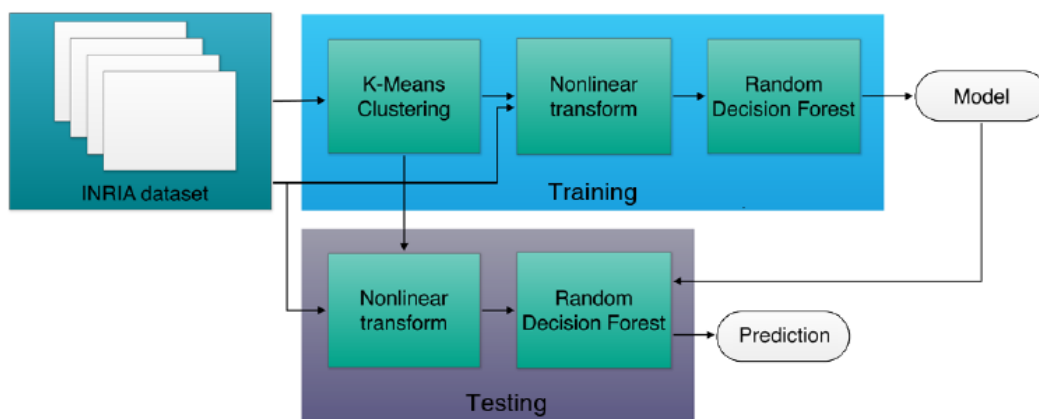 INRIA dataset
K-Means
Clustering
Nonlinear
transform
Random
Decision Forest
Model
Training
Nonlinear
transform
Random
Decision Forest
Prediction
Testing